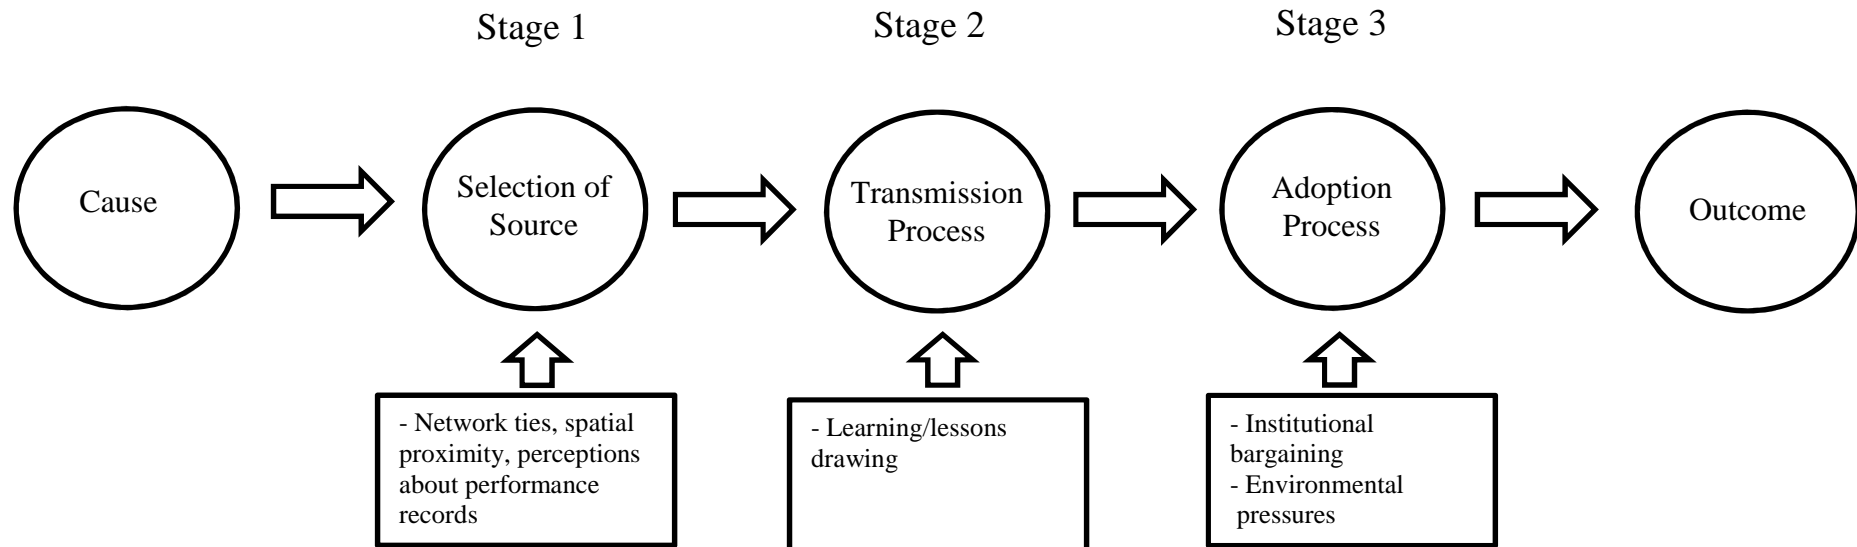 Stage 1
Stage 2
Stage 3
Cause
Selection of
Source
Transmission
Process
Adoption
Process
Outcome
- Network ties, spatial
proximity, perceptions
about performance
records
- Learning/lessons
drawing
- Institutional
bargaining
- Environmental
pressures